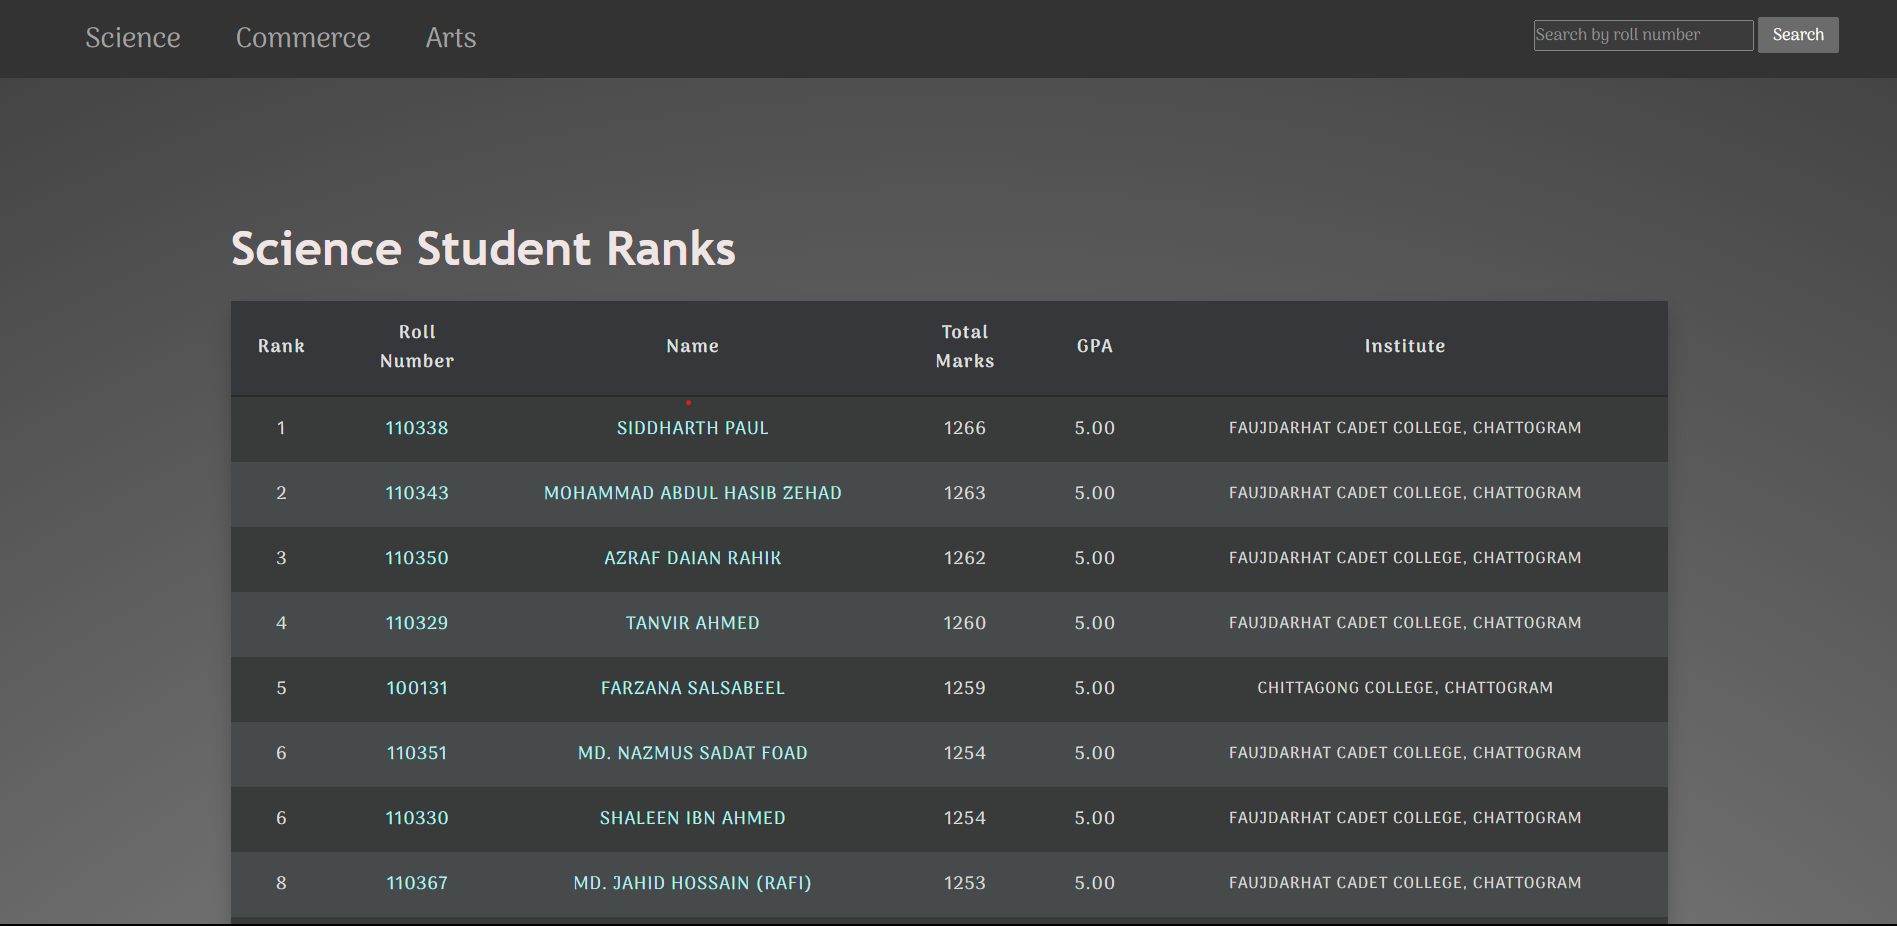 Science Commerce Arts Search by roll number Search
Science Student Ranks
Rank Roll Number Name Total Marks GPA Institute
1 110338 SIDDHARTH PAUL 1266 5.00 FAUJDARHAT CADET COLLEGE, CHATTOGRAM
2 110343 MOHAMMAD ABDUL HASIB ZEHAD 1263 5.00 FAUJDARHAT CADET COLLEGE, CHATTOGRAM
3 110350 AZRAF DAIAN RAHIK 1262 5.00 FAUJDARHAT CADET COLLEGE, CHATTOGRAM
4 110329 TANVIR AHMED 1260 5.00 FAUJDARHAT CADET COLLEGE, CHATTOGRAM
5 100131 FARZANA SALSABEEL 1259 5.00 CHITTAGONG COLLEGE, CHATTOGRAM
6 110351 MD. NAZMUS SADAT FOAD 1254 5.00 FAUJDARHAT CADET COLLEGE, CHATTOGRAM
6 110330 SHALEEN IBN AHMED 1254 5.00 FAUJDARHAT CADET COLLEGE, CHATTOGRAM
8 110367 MD. JAHID HOSSAIN (RAFI) 1253 5.00 FAUJDARHAT CADET COLLEGE, CHATTOGRAM